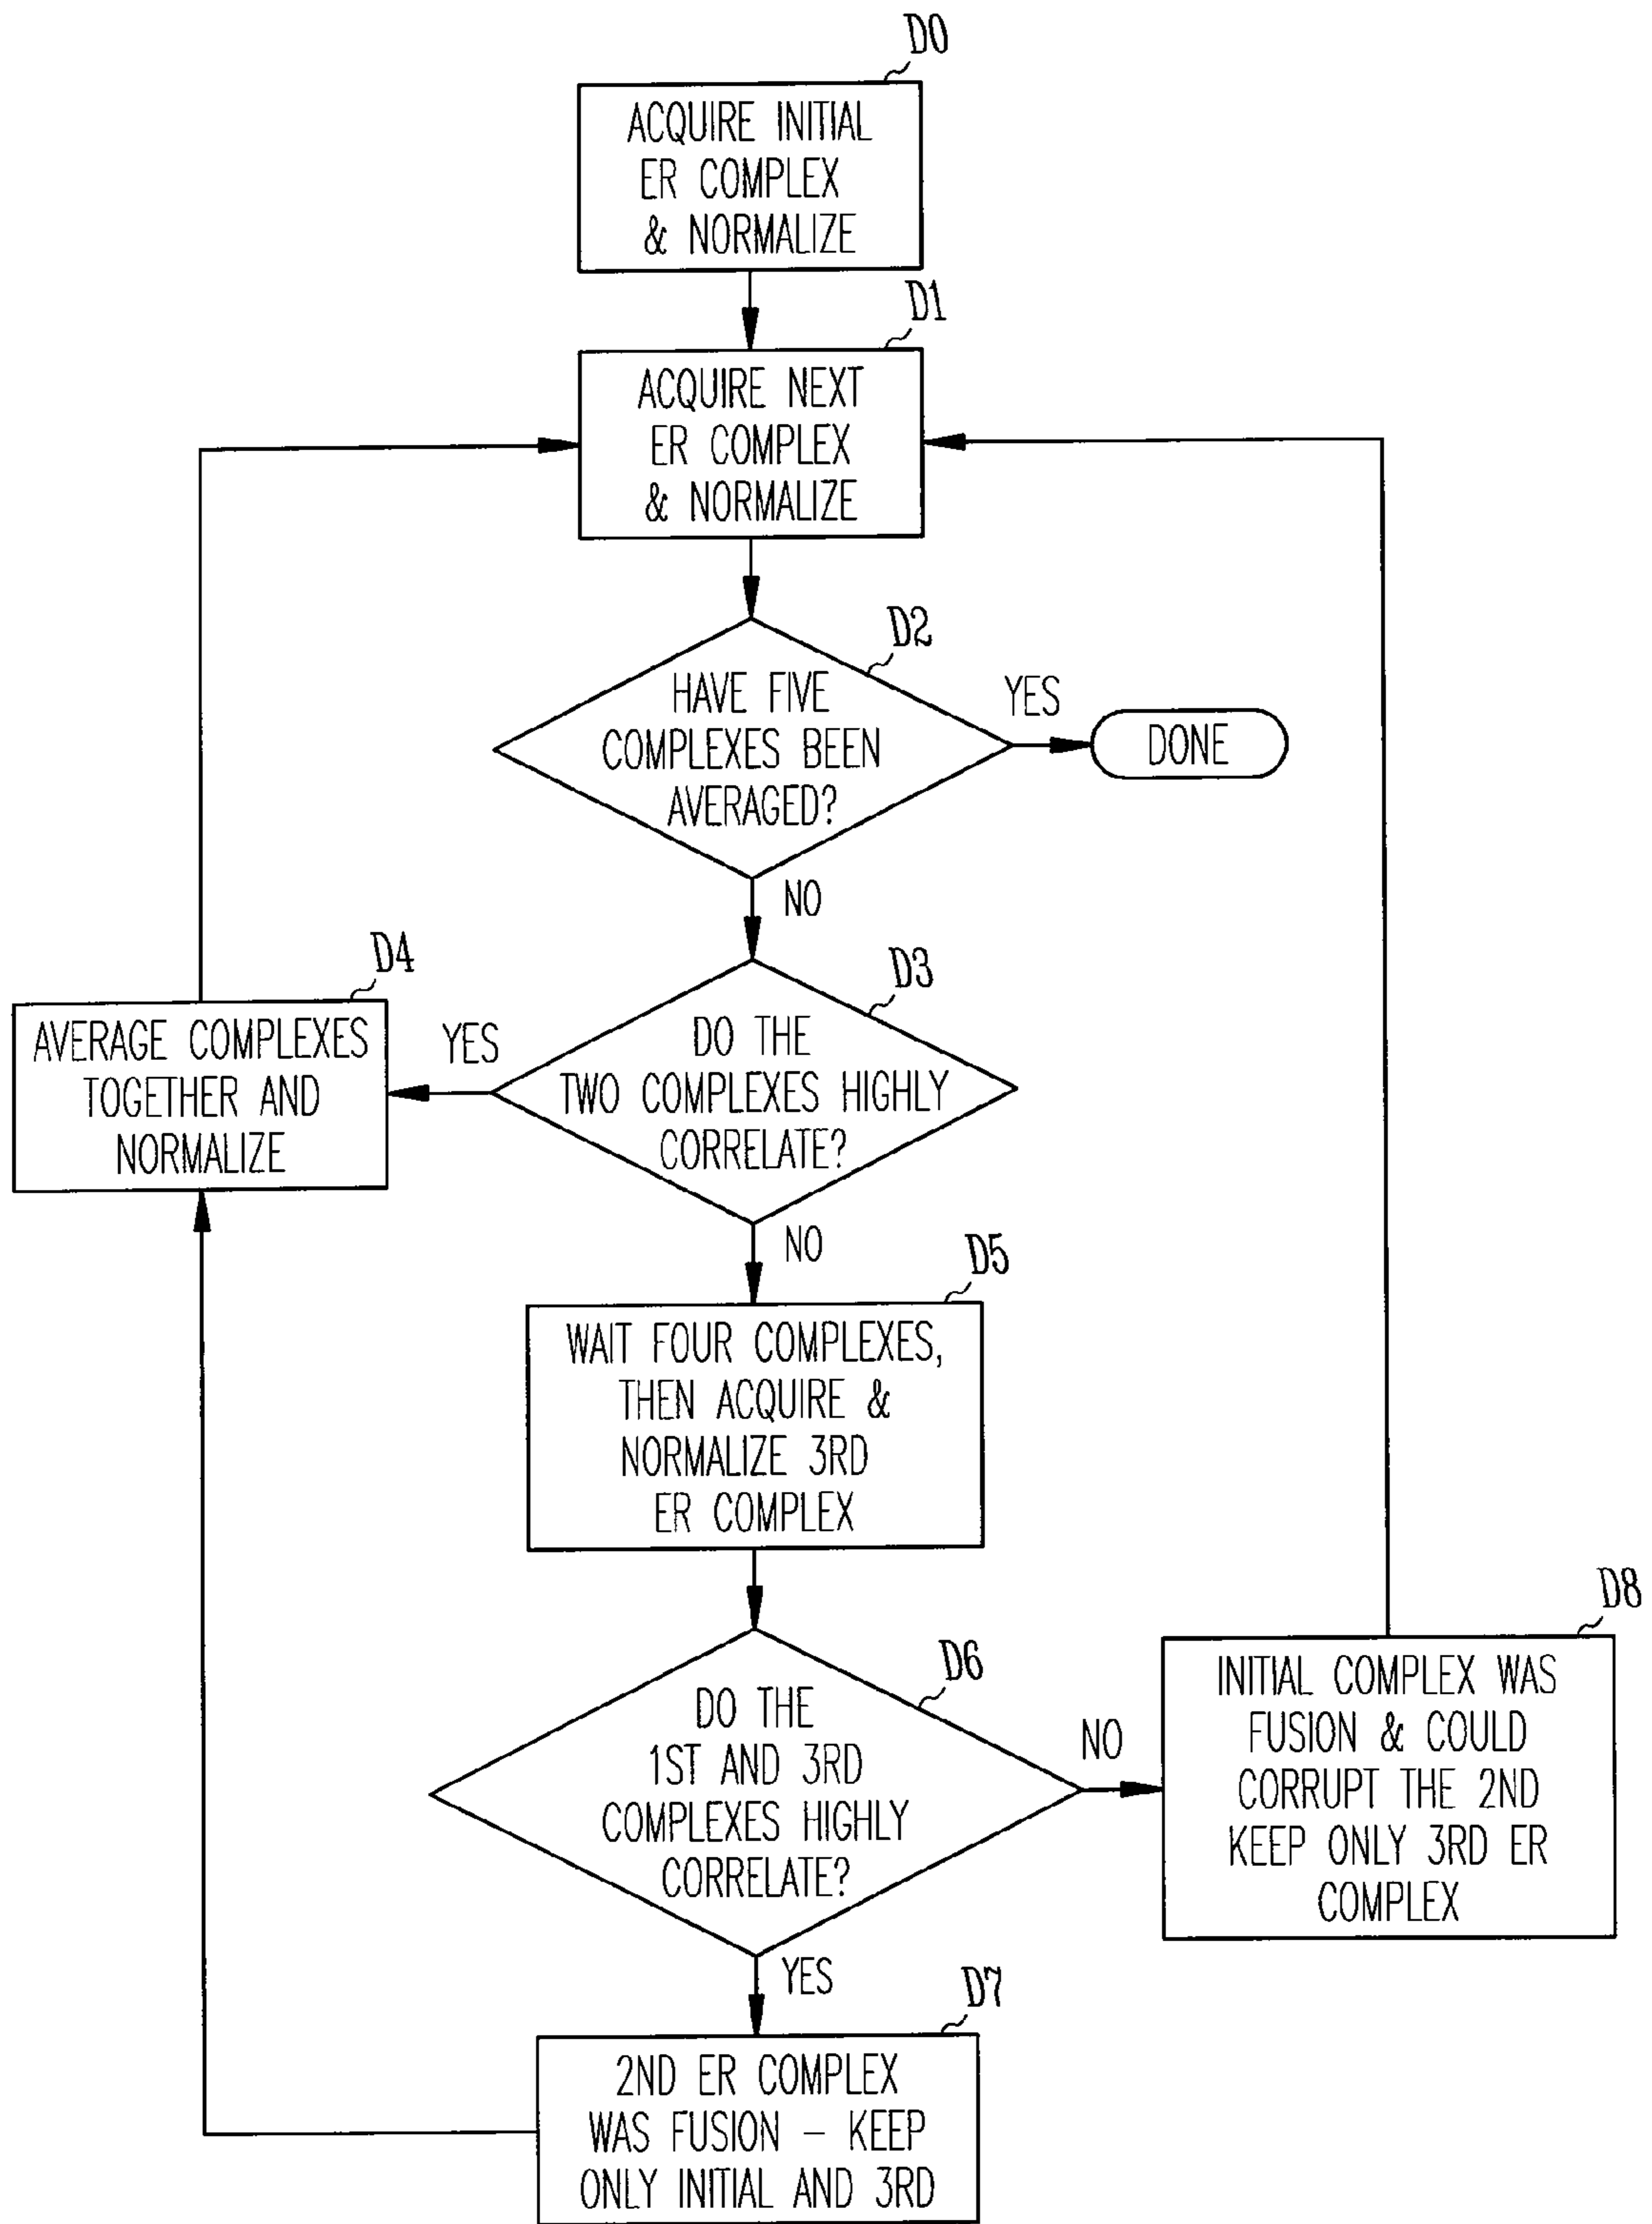 D0
ACQUIRE INITIAL
ER COMPLEX
& NORMALIZE
D1
ACQUIRE NEXT
ER COMPLEX
& NORMALIZE
D2
HAVE FIVE
COMPLEXES BEEN
AVERAGED?
YES
DONE
NO
D3
DO THE
TWO COMPLEXES HIGHLY
CORRELATE?
YES
D4
AVERAGE COMPLEXES
TOGETHER AND
NORMALIZE
NO
D5
WAIT FOUR COMPLEXES,
THEN ACQUIRE &
NORMALIZE 3RD
ER COMPLEX
D6
DO THE
1ST AND 3RD
COMPLEXES HIGHLY
CORRELATE?
NO
D8
INITIAL COMPLEX WAS
FUSION & COULD
CORRUPT THE 2ND
KEEP ONLY 3RD ER
COMPLEX
YES
D7
2ND ER COMPLEX
WAS FUSION – KEEP
ONLY INITIAL AND 3RD